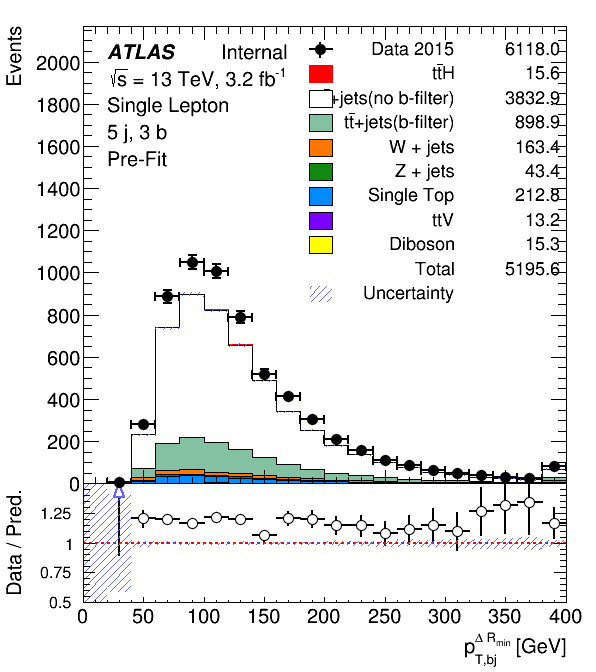 Events
ATLAS Internal
√s = 13 TeV, 3.2 fb⁻¹
Single Lepton
5 j, 3 b
Pre-Fit
Data 2015 6118.0
tt̄H 15.6
+jets(no b-filter) 3832.9
tt̄+jets(b-filter) 898.9
W + jets 163.4
Z + jets 43.4
Single Top 212.8
ttV 13.2
Diboson 15.3
Total 5195.6
Uncertainty
2000
1800
1600
1400
1200
1000
800
600
400
200
0
Data / Pred.
1.25
1
0.75
0.5
0 50 100 150 200 250 300 350 400
p_{T,bj}^{Δ R_{min}} [GeV]